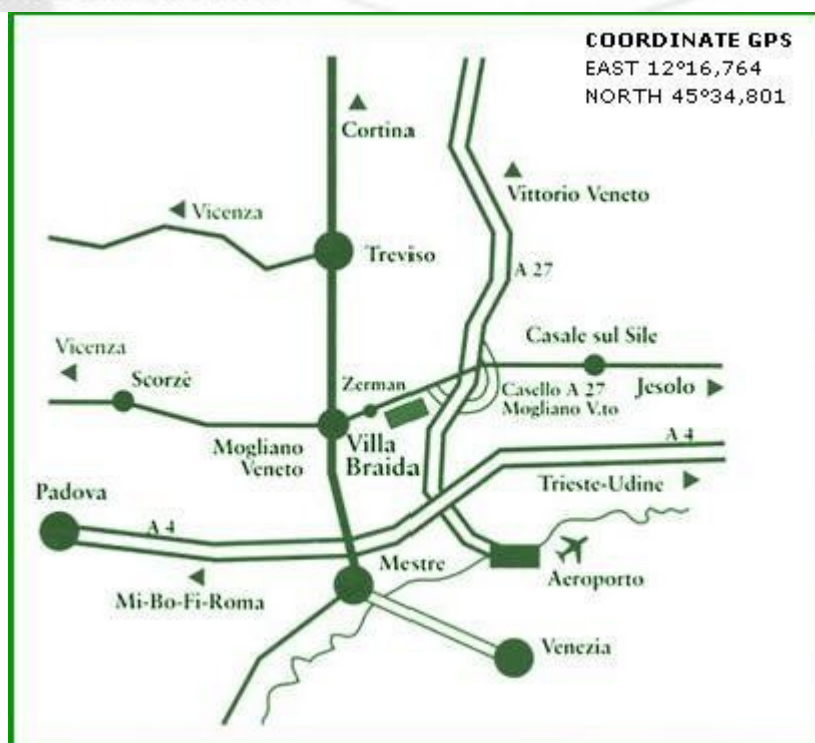 COORDINATE GPS
EAST 12°16,764
NORTH 45°34,801
Cortina
Vittorio Veneto
Vicenza
Treviso
A 27
Casale sul Sile
Vicenza
Scorzè
Zerman
Casello A 27
Mogliano V.to
Jesolo
Mogliano
Veneto
Villa
Braida
A 4
Trieste-Udine
Padova
A 4
Mestre
Aeroporto
Mi-Bo-Fi-Roma
Venezia